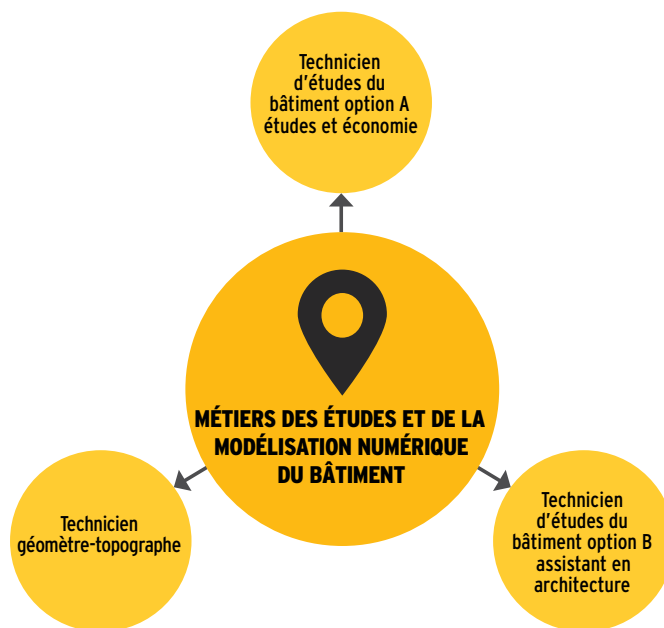 Technicien
d'études du
bâtiment option A
études et économie
MÉTIERS DES ÉTUDES ET DE LA
MODÉLISATION NUMÉRIQUE
DU BÂTIMENT
Technicien
géomètre-topographe
Technicien
d'études du
bâtiment option B
assistant en
architecture